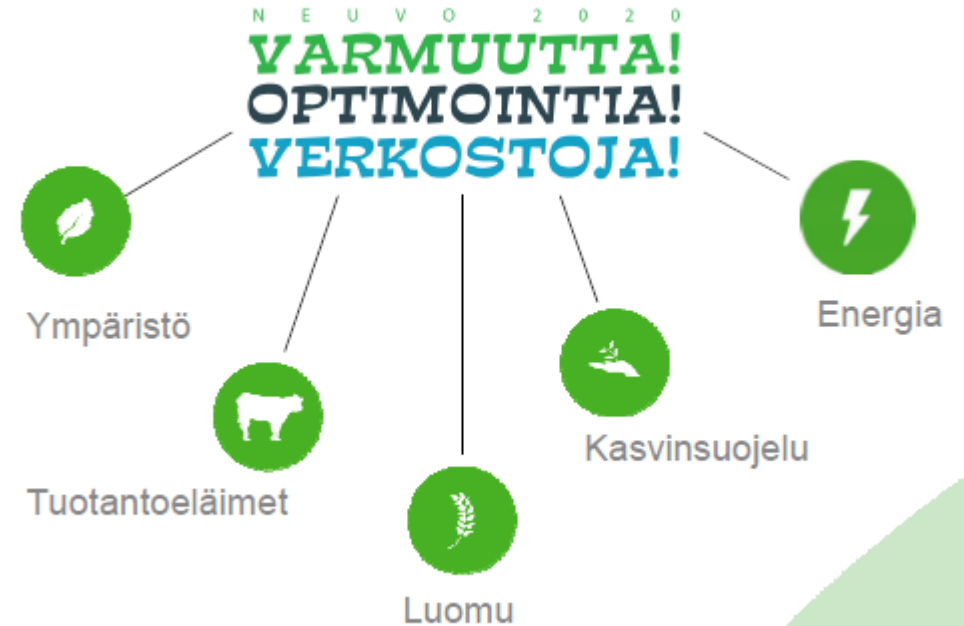 NEUVO 2020
VARMUUTTA!
OPTIMOINTIA!
VERKOSTOJA!
Ympäristö
Energia
Kasvinsuojelu
Tuotantoeläimet
Luomu